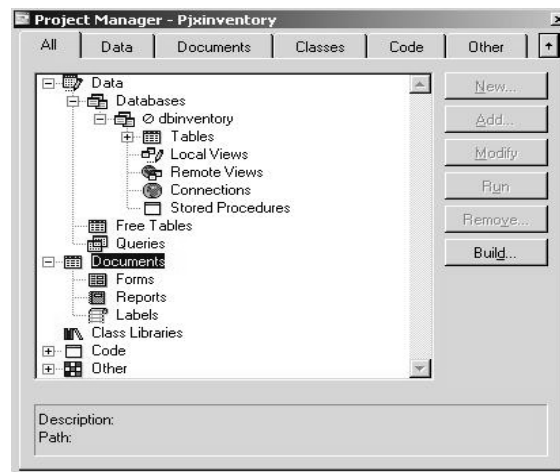 Project Manager - Pjxinventory
All Data Documents Classes Code Other
Data
Databases
dbinventory
Tables
Local Views
Remote Views
Connections
Stored Procedures
Free Tables
Queries
Documents
Forms
Reports
Labels
Class Libraries
Code
Other
New...
Add...
Modify
Run
Remove...
Build...
Description:
Path: